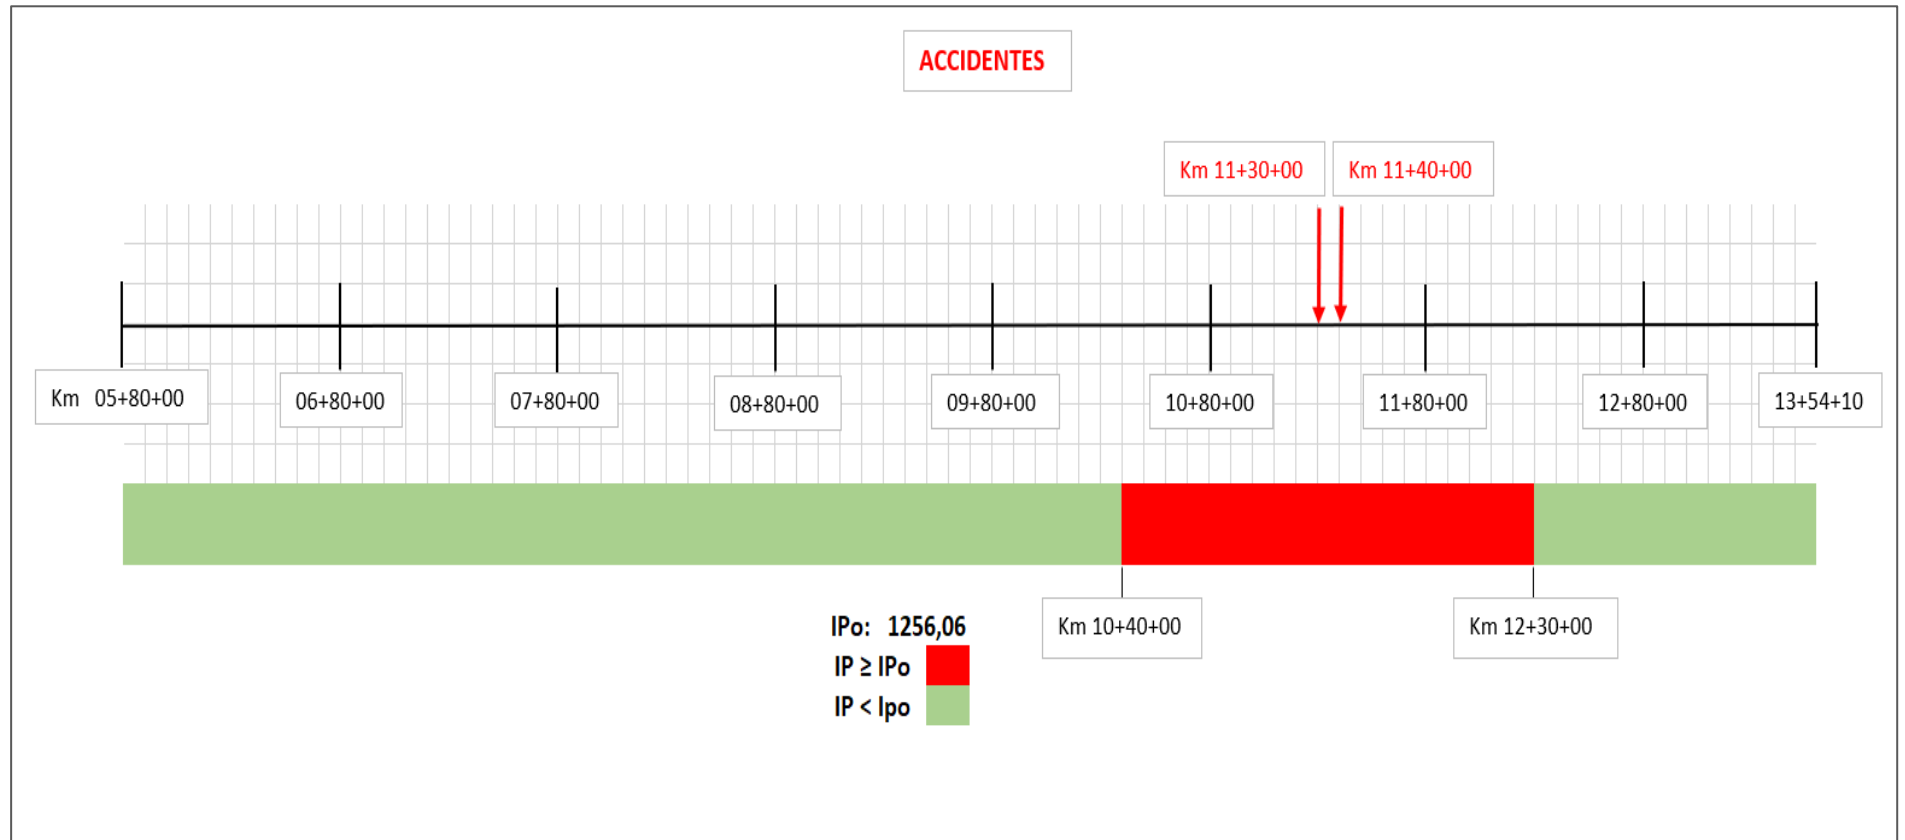 ACCIDENTES
Km 11+30+00
Km 11+40+00
Km 05+80+00
06+80+00
07+80+00
08+80+00
09+80+00
10+80+00
11+80+00
12+80+00
13+54+10
Km 10+40+00
Km 12+30+00
IPo: 1256,06
IP ≥ IPo
IP < Ipo